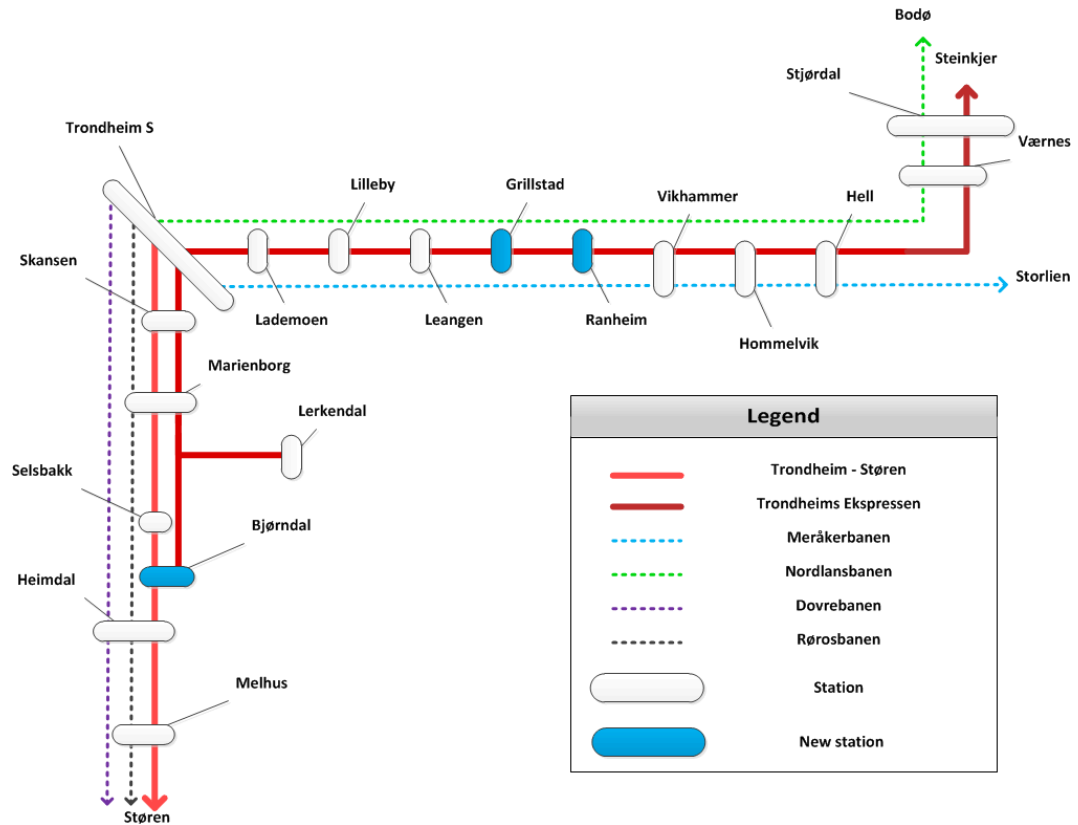 Bodø
Steinkjer
Stjørdal
Trondheim S
Værnes
Lilleby
Grillstad
Vikhammer
Hell
Skansen
Storlien
Lademoen
Leangen
Ranheim
Hommelvik
Marienborg
Lerkendal
Legend
Selsbakk
Trondheim - Støren
Trondheims Ekspressen
Bjørndal
Meråkerbanen
Heimdal
Nordlansbanen
Dovrebanen
Rørosbanen
Melhus
Station
New station
Støren